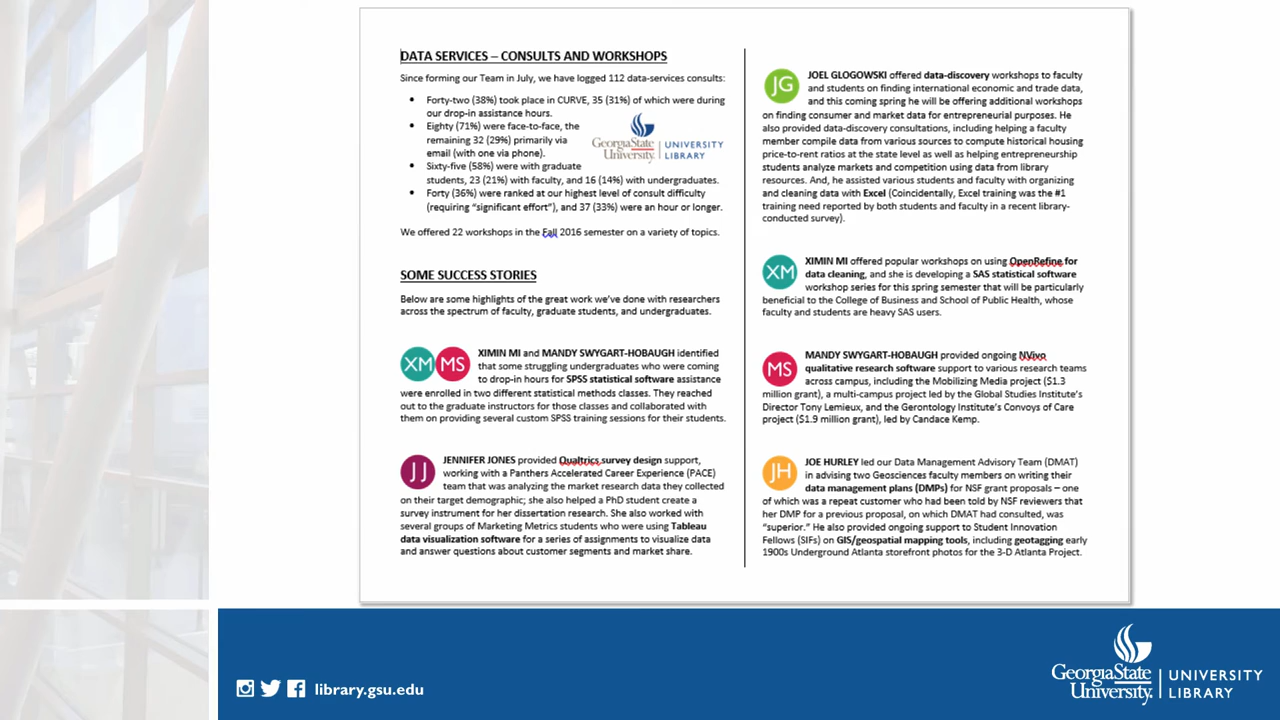 DATA SERVICES – CONSULTS AND WORKSHOPS
Since forming our Team in July, we have logged 112 data-services consults:
• Forty-two (38%) took place in CURVE, 35 (31%) of which were during
our drop-in assistance hours.
• Eighty (71%) were face-to-face, the
remaining 32 (29%) primarily via
email (with one via phone).
• Sixty-five (58%) were with graduate
students, 23 (21%) with faculty, and 16 (14%) with undergraduates.
• Forty (36%) were ranked at our highest level of consult difficulty
(requiring “significant effort”), and 37 (33%) were an hour or longer.
GeorgiaState University. UNIVERSITY LIBRARY
We offered 22 workshops in the Fall 2016 semester on a variety of topics.
SOME SUCCESS STORIES
Below are some highlights of the great work we’ve done with researchers
across the spectrum of faculty, graduate students, and undergraduates.
XM MS
XIMIN MI and MANDY SWYGART-HOBAUGH identified
that some struggling undergraduates who were coming
to drop-in hours for SPSS statistical software assistance
were enrolled in two different statistical methods classes. They reached
out to the graduate instructors for those classes and collaborated with
them on providing several custom SPSS training sessions for their students.
JJ
JENNIFER JONES provided Qualtrics survey design support,
working with a Panthers Accelerated Career Experience (PACE)
team that was analyzing the market research data they collected
on their target demographic; she also helped a PhD student create a
survey instrument for her dissertation research. She also worked with
several groups of Marketing Metrics students who were using Tableau
data visualization software for a series of assignments to visualize data
and answer questions about customer segments and market share.
JG
JOEL GLOGOWSKI offered data-discovery workshops to faculty
and students on finding international economic and trade data,
and this coming spring he will be offering additional workshops
on finding consumer and market data for entrepreneurial purposes. He
also provided data-discovery consultations, including helping a faculty
member compile data from various sources to compute historical housing
price-to-rent ratios at the state level as well as helping entrepreneurship
students analyze markets and competition using data from library
resources. And, he assisted various students and faculty with organizing
and cleaning data with Excel (Coincidentally, Excel training was the #1
training need reported by both students and faculty in a recent library-
conducted survey).
XM
XIMIN MI offered popular workshops on using OpenRefine for
data cleaning, and she is developing a SAS statistical software
workshop series for this spring semester that will be particularly
beneficial to the College of Business and School of Public Health, whose
faculty and students are heavy SAS users.
MS
MANDY SWYGART-HOBAUGH provided ongoing NVivo
qualitative research software support to various research teams
across campus, including the Mobilizing Media project ($1.3
million grant), a multi-campus project led by the Global Studies Institute’s
Director Tony Lemieux, and the Gerontology Institute’s Convoys of Care
project ($1.9 million grant), led by Candace Kemp.
JH
JOE HURLEY led our Data Management Advisory Team (DMAT)
in advising two Geosciences faculty members on writing their
data management plans (DMPs) for NSF grant proposals – one
of which was a repeat customer who had been told by NSF reviewers that
her DMP for a previous proposal, on which DMAT had consulted, was
“superior.” He also provided ongoing support to Student Innovation
Fellows (SIFs) on GIS/geospatial mapping tools, including geotagging early
1900s Underground Atlanta storefront photos for the 3-D Atlanta Project.
library.gsu.edu
GeorgiaState University. UNIVERSITY LIBRARY